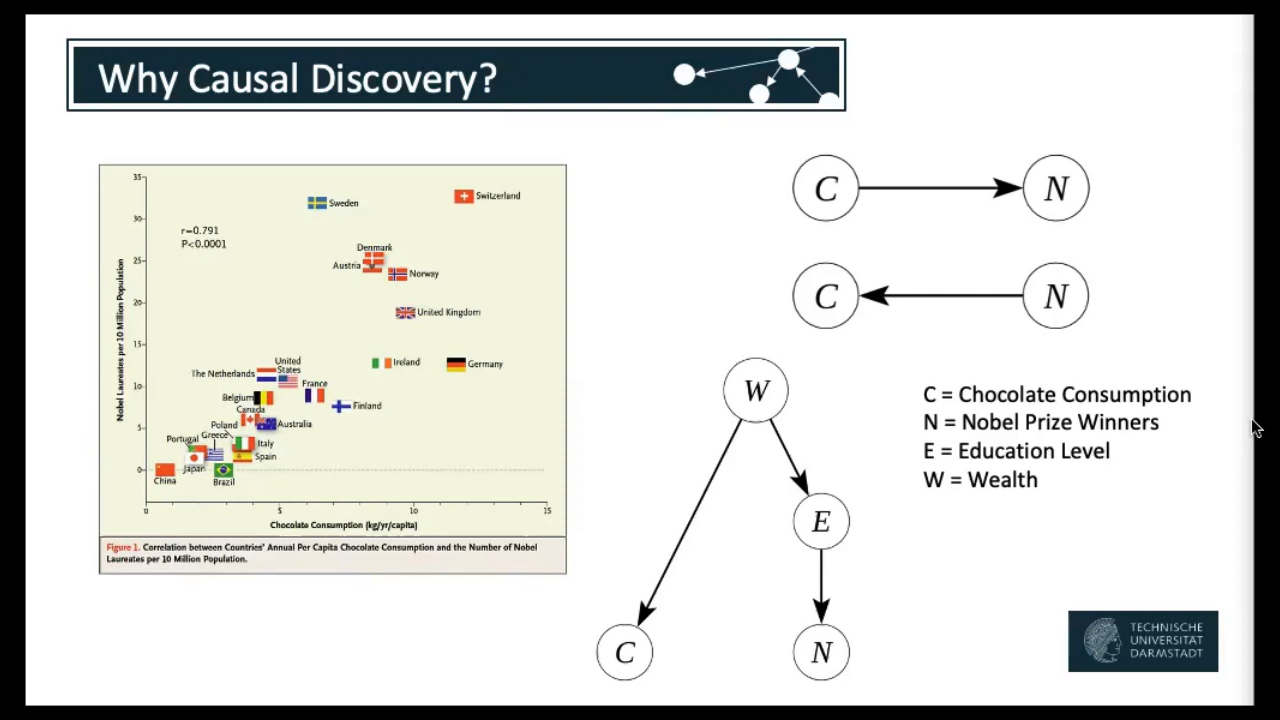 Why Causal Discovery?
35
30
25
20
15
10
5
0
Nobel Laureates per 10 Million Population
r=0.791
P<0.0001
Sweden
Switzerland
Denmark
Austria
Norway
United Kingdom
Ireland
Germany
United
States
The Netherlands
France
Belgium
Finland
Canada
Australia
Poland
Portugal
Greece
Italy
Spain
Japan
China
Brazil
0
5
10
15
Chocolate Consumption (kg/yr/capita)
Figure 1. Correlation between Countries' Annual Per Capita Chocolate Consumption and the Number of Nobel
Laureates per 10 Million Population.
C
N
C
N
W
E
C
N
C = Chocolate Consumption
N = Nobel Prize Winners
E = Education Level
W = Wealth
TECHNISCHE
UNIVERSITÄT
DARMSTADT